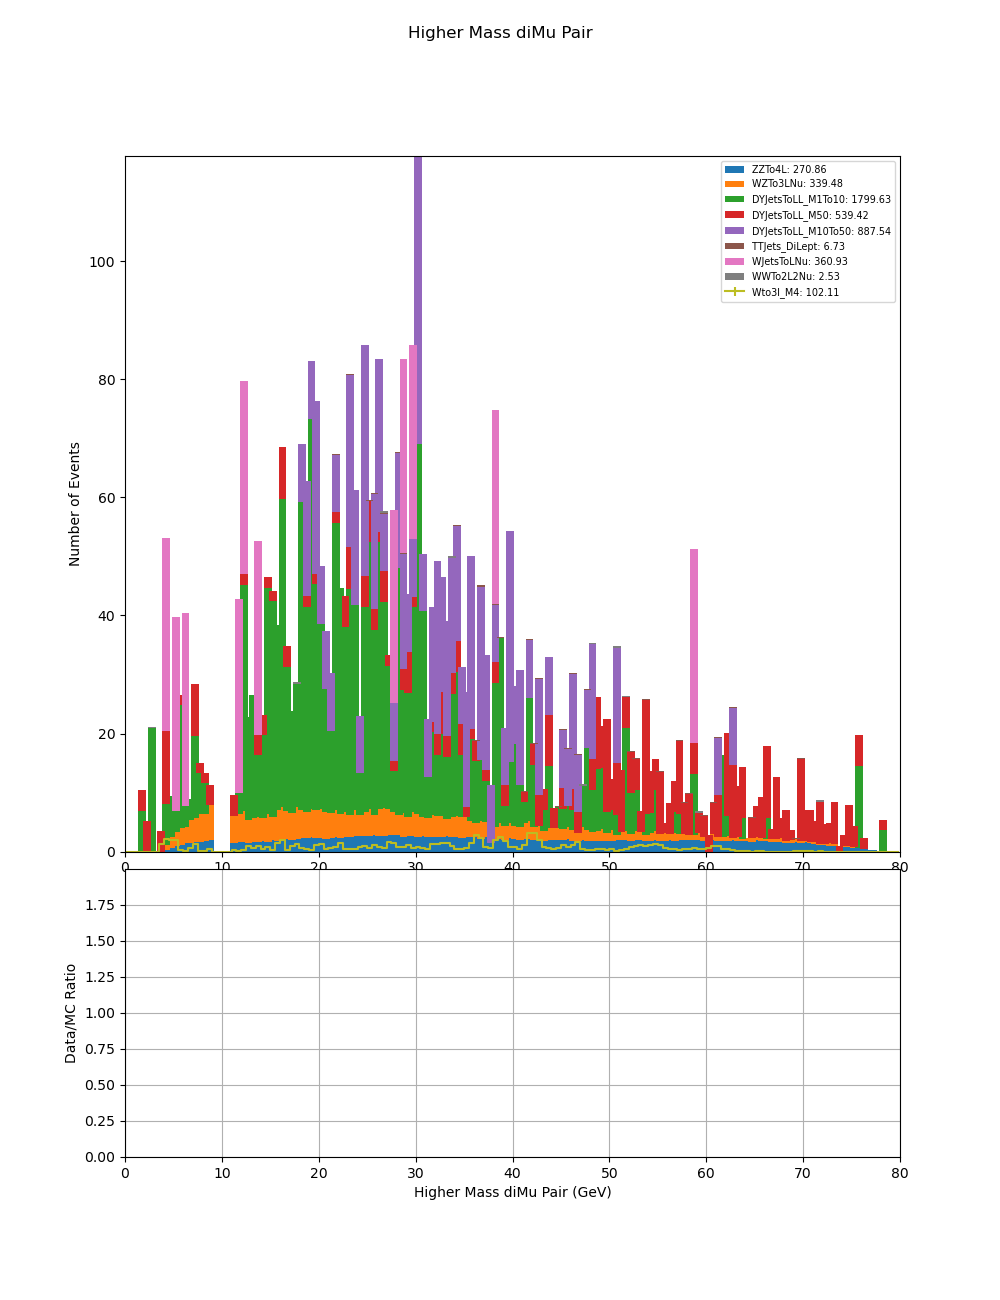 Higher Mass diMu Pair
Number of Events
100
80
60
40
20
0
ZZTo4L: 270.86
WZTo3LNu: 339.48
DYJetsToLL_M1To10: 1799.63
DYJetsToLL_M50: 539.42
DYJetsToLL_M10To50: 887.54
TTJets_DiLept: 6.73
WJetsToLNu: 360.93
WWTo2L2Nu: 2.53
Wto3l_M4: 102.11
0 10 20 30 40 50 60 70 80
Data/MC Ratio
1.75
1.50
1.25
1.00
0.75
0.50
0.25
0.00
0 10 20 30 40 50 60 70 80
Higher Mass diMu Pair (GeV)